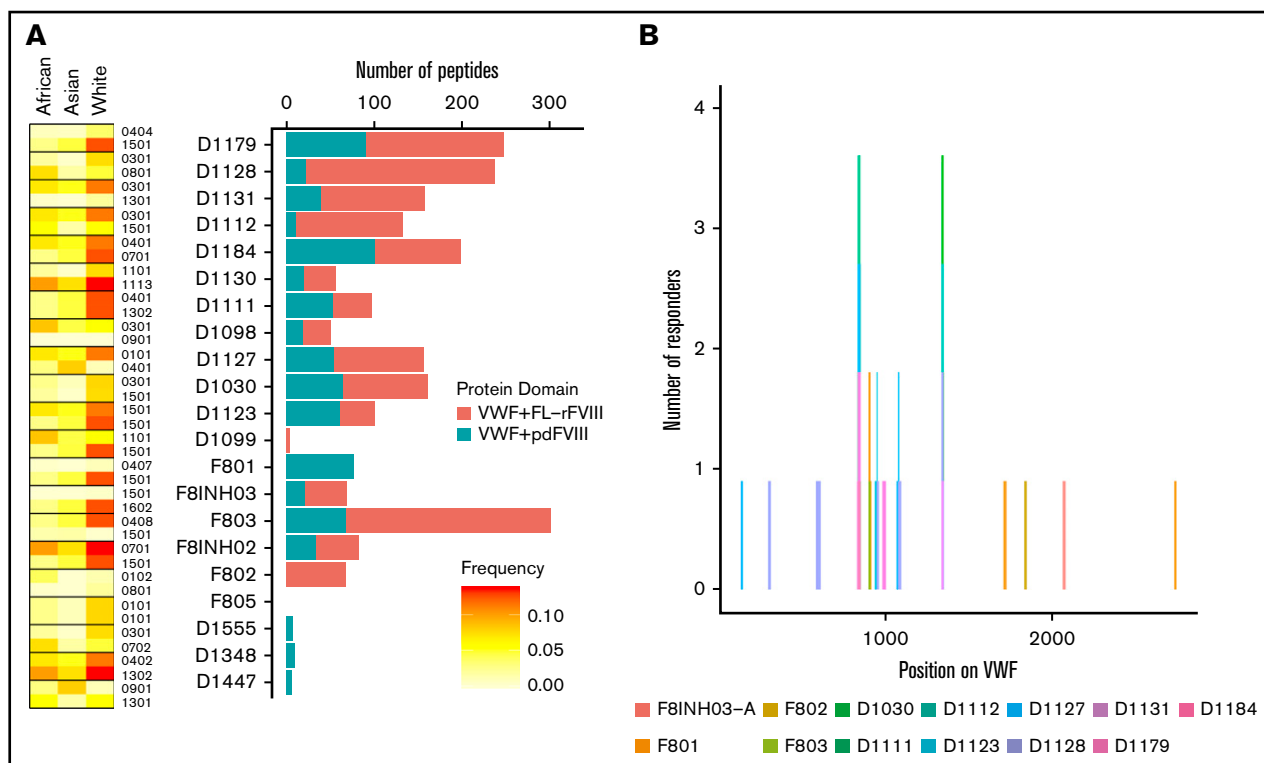 A
African
Asian
White
Number of peptides
0 100 200 300
0404
1501
0301
0801
0301
1301
0301
1501
0401
0701
1101
1113
0401
1302
0301
0901
0101
0401
0301
1501
1501
1501
1101
1501
0407
1501
1501
1602
0408
1501
0701
1501
0102
0801
0101
0101
0301
0702
0402
1302
0901
1301
D1179
D1128
D1131
D1112
D1184
D1130
D1111
D1098
D1127
D1030
D1123
D1099
F801
F8INH03
F803
F8INH02
F802
F805
D1555
D1348
D1447
Protein Domain
VWF+FL-rFVIII
VWF+pdFVIII
Frequency
0.10
0.05
0.00
B
Number of responders
4
3
2
1
0
1000 2000
Position on VWF
F8INH03-A F802 D1030 D1112 D1127 D1131 D1184
F801 F803 D1111 D1123 D1128 D1179